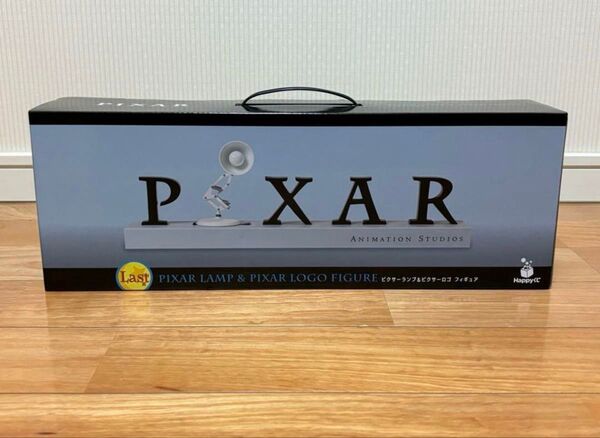 PIXAR
P XAR
ANIMATION STUDIOS
Last PIXAR LAMP & PIXAR LOGO FIGURE ピクサーランプ&ピクサーロゴ フィギュア
Happyくじ